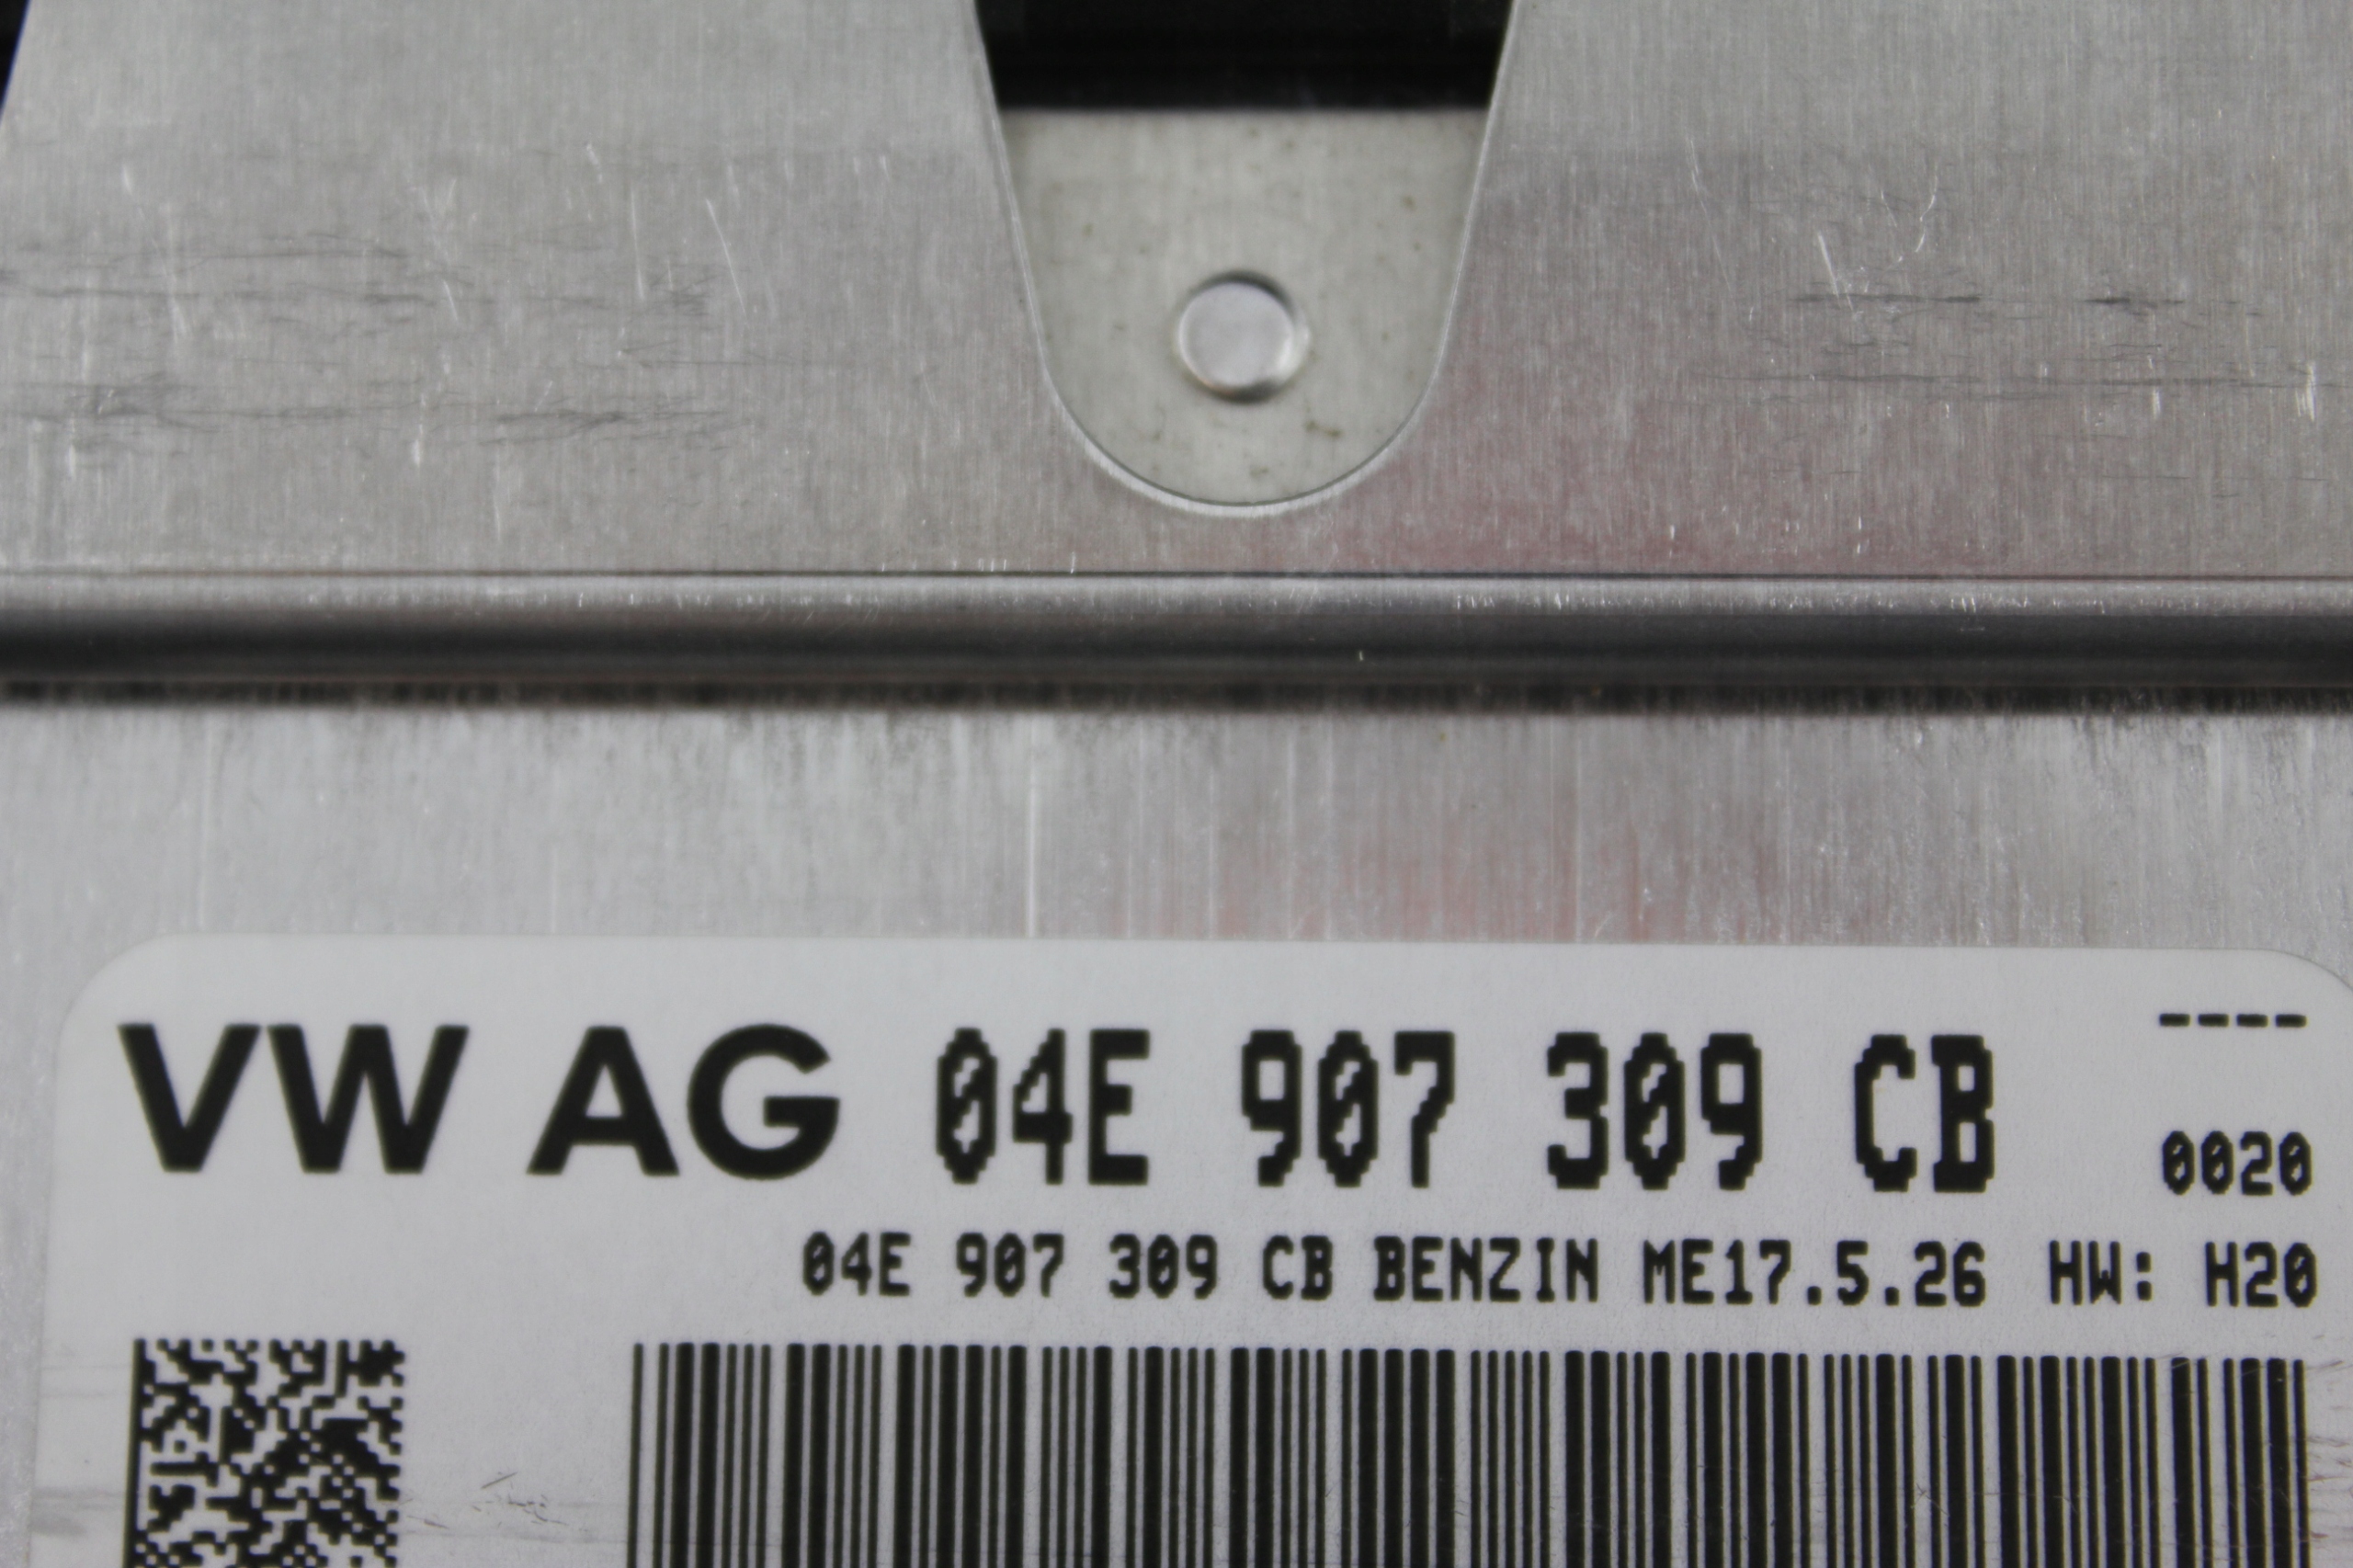 VW AG 04E 907 309 CB ----
0020
04E 907 309 CB BENZIN ME17.5.26 HW: H20